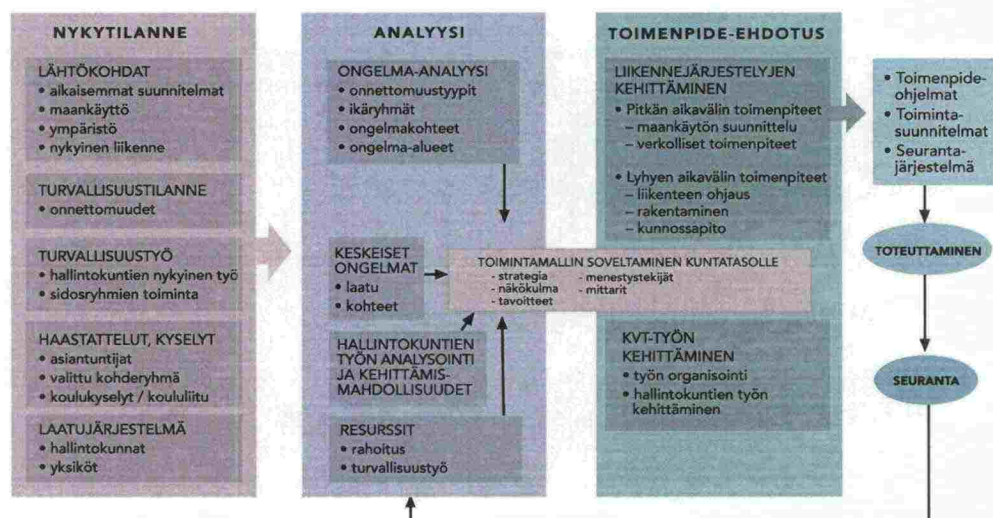 NYKYTILANNE
LÄHTÖKOHDAT
• aikaisemmat suunnitelmat
• maankäyttö
• ympäristö
• nykyinen liikenne
TURVALLISUUSTILANNE
• onnettomuudet
TURVALLISUUSTYÖ
• hallintokuntien nykyinen työ
• sidosryhmien toiminta
HAASTATTELUT, KYSELYT
• asiantuntijat
• valittu kohderyhmä
• koulukyselyt / koululiitu
LAATUJÄRJESTELMÄ
• hallintokunnat
• yksiköt
ANALYYSI
ONGELMA-ANALYYSI
• onnettomuustyypit
• ikäryhmät
• ongelmakohteet
• ongelma-alueet
KESKEISET
ONGELMAT
• laatu
• kohteet
HALLINTOKUNTIEN
TYÖN ANALYSOINTI
JA KEHITTÄMIS-
MAHDOLLISUUDET
RESURSSIT
• rahoitus
• turvallisuustyö
TOIMINTAMALLIN SOVELTAMINEN KUNTATASOLLE
- strategia - menestystekijät
- näkökulma - mittarit
- tavoitteet
TOIMENPIDE-EHDOTUS
LIIKENNEJÄRJESTELYJEN
KEHITTÄMINEN
• Pitkän aikavälin toimenpiteet
– maankäytön suunnittelu
– verkolliset toimenpiteet
• Lyhyen aikavälin toimenpiteet
– liikenteen ohjaus
– rakentaminen
– kunnossapito
KVT-TYÖN
KEHITTÄMINEN
• työn organisointi
• hallintokuntien työn
kehittäminen
• Toimenpide-
ohjelmat
• Toiminta-
suunnitelmat
• Seuranta-
järjestelmä
TOTEUTTAMINEN
SEURANTA